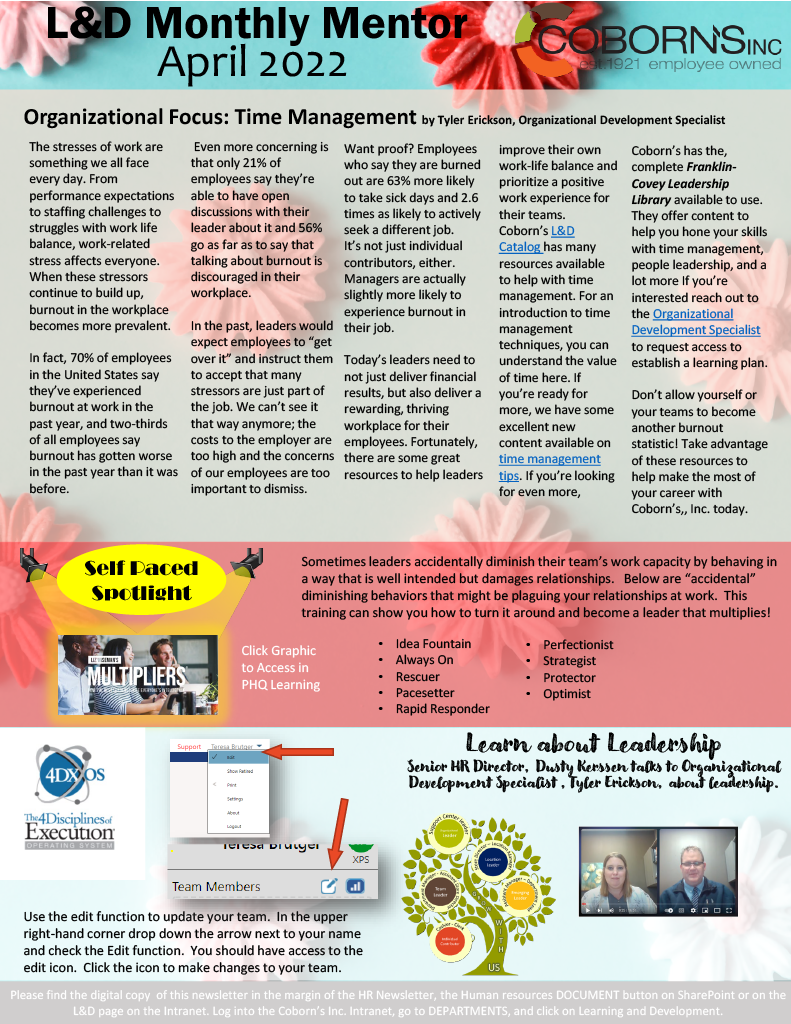 L&D Monthly Mentor
April 2022
COBORN'S INC
est.1921 employee owned
Organizational Focus: Time Management by Tyler Erickson, Organizational Development Specialist
The stresses of work are
something we all face
every day. From
performance expectations
to staffing challenges to
struggles with work life
balance, work-related
stress affects everyone.
When these stressors
continue to build up,
burnout in the workplace
becomes more prevalent.
In fact, 70% of employees
in the United States say
they've experienced
burnout at work in the
past year, and two-thirds
of all employees say
burnout has gotten worse
in the past year than it was
before.
Even more concerning is
that only 21% of
employees say they're
able to have open
discussions with their
leader about it and 56%
go as far as to say that
talking about burnout is
discouraged in their
workplace.
In the past, leaders would
expect employees to "get
over it" and instruct them
to accept that many
stressors are just part of
the job. We can't see it
that way anymore; the
costs to the employer are
too high and the concerns
of our employees are too
important to dismiss.
Want proof? Employees
who say they are burned
out are 63% more likely
to take sick days and 2.6
times as likely to actively
seek a different job.
It's not just individual
contributors, either.
Managers are actually
slightly more likely to
experience burnout in
their job.
Today's leaders need to
not just deliver financial
results, but also deliver a
rewarding, thriving
workplace for their
employees. Fortunately,
there are some great
resources to help leaders
improve their own
work-life balance and
prioritize a positive
work experience for
their teams.
Coborn's L&D
Catalog has many
resources available
to help with time
management. For an
introduction to time
management
techniques, you can
understand the value
of time here. If
you're ready for
more, we have some
excellent new
content available on
time management
tips. If you're looking
for even more,
Coborn's has the,
complete Franklin-
Covey Leadership
Library available to use.
They offer content to
help you hone your skills
with time management,
people leadership, and a
lot more If you're
interested reach out to
the Organizational
Development Specialist
to request access to
establish a learning plan.
Don't allow yourself or
your teams to become
another burnout
statistic! Take advantage
of these resources to
help make the most of
your career with
Coborn's,, Inc. today.
Self Paced
Spotlight
LIZ WISEMAN'S
MULTIPLIERS
Click Graphic
to Access in
PHQ Learning
Sometimes leaders accidentally diminish their team's work capacity by behaving in
a way that is well intended but damages relationships. Below are "accidental"
diminishing behaviors that might be plaguing your relationships at work. This
training can show you how to turn it around and become a leader that multiplies!
• Idea Fountain
• Always On
• Rescuer
• Pacesetter
• Rapid Responder
• Perfectionist
• Strategist
• Protector
• Optimist
4DX OS
The 4 Disciplines of
Execution
OPERATING SYSTEM
Support Teresa Brutger
Edit
Show Retired
Print
Settings
About
Logout
Teresa Brutger
XPS
Team Members
Use the edit function to update your team. In the upper
right-hand corner drop down the arrow next to your name
and check the Edit function. You should have access to the
edit icon. Click the icon to make changes to your team.
Learn about Leadership
Senior HR Director, Dusty Kerssen talks to Organizational
Development Specialist , Tyler Erickson, about leadership.
Support Center Leader
Location
Leader
Team
Leader
Emerging
Leader
Individual
Contributor
WITH
US
Please find the digital copy of this newsletter in the margin of the HR Newsletter, the Human resources DOCUMENT button on SharePoint or on the
L&D page on the Intranet. Log into the Coborn's Inc. Intranet, go to DEPARTMENTS, and click on Learning and Development.